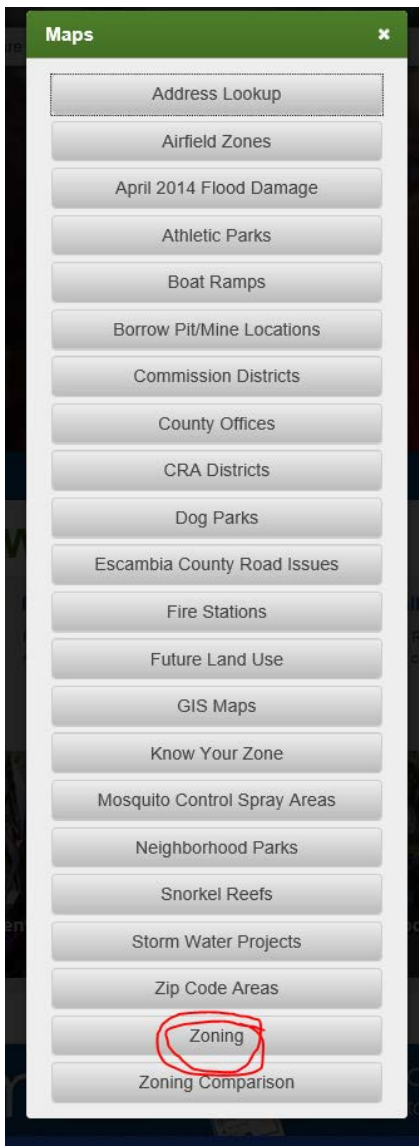 Maps
Address Lookup
Airfield Zones
April 2014 Flood Damage
Athletic Parks
Boat Ramps
Borrow Pit/Mine Locations
Commission Districts
County Offices
CRA Districts
Dog Parks
Escambia County Road Issues
Fire Stations
Future Land Use
GIS Maps
Know Your Zone
Mosquito Control Spray Areas
Neighborhood Parks
Snorkel Reefs
Storm Water Projects
Zip Code Areas
Zoning
Zoning Comparison